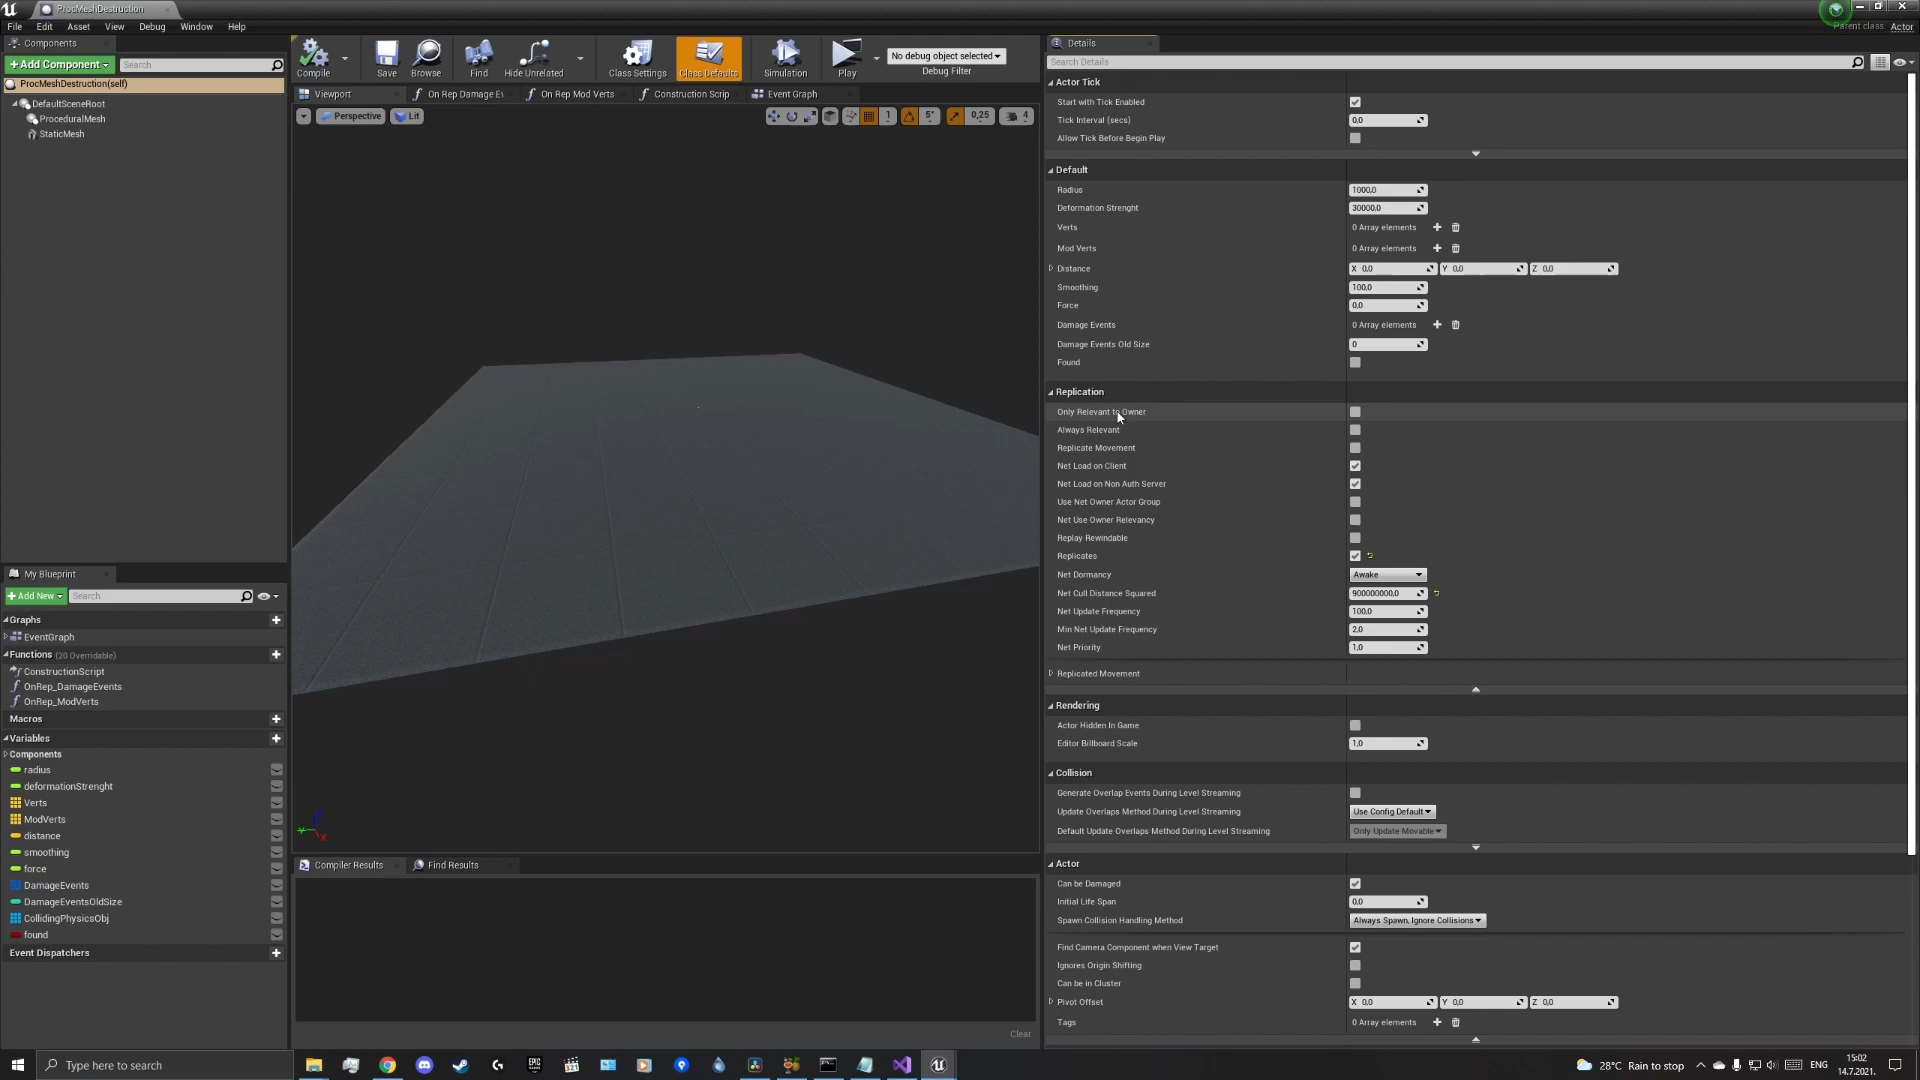 ProcMeshDestruction
File Edit Asset View Debug Window Help
Parent class: Actor
Components
+Add Component
Search
ProcMeshDestruction(self)
DefaultSceneRoot
ProceduralMesh
StaticMesh
Compile
Save
Browse
Find
Hide Unrelated
Class Settings
Class Defaults
Simulation
Play
No debug object selected
Debug Filter
Viewport
On Rep Damage Ev
On Rep Mod Verts
Construction Scrip
Event Graph
Perspective
Lit
1
5°
0,25
4
My Blueprint
+Add New
Search
Graphs
EventGraph
Functions (20 Overridable)
ConstructionScript
OnRep_DamageEvents
OnRep_ModVerts
Macros
Variables
Components
radius
deformationStrenght
Verts
ModVerts
distance
smoothing
force
DamageEvents
DamageEventsOldSize
CollidingPhysicsObj
found
Event Dispatchers
Compiler Results
Find Results
Clear
Details
Search Details
Actor Tick
Start with Tick Enabled
Tick Interval (secs) 0,0
Allow Tick Before Begin Play
Default
Radius 1000,0
Deformation Strenght 30000,0
Verts 0 Array elements
Mod Verts 0 Array elements
Distance X 0,0 Y 0,0 Z 0,0
Smoothing 100,0
Force 0,0
Damage Events 0 Array elements
Damage Events Old Size 0
Found
Replication
Only Relevant to Owner
Always Relevant
Replicate Movement
Net Load on Client
Net Load on Non Auth Server
Use Net Owner Actor Group
Net Use Owner Relevancy
Replay Rewindable
Replicates
Net Dormancy Awake
Net Cull Distance Squared 900000000,0
Net Update Frequency 100,0
Min Net Update Frequency 2,0
Net Priority 1,0
Replicated Movement
Rendering
Actor Hidden In Game
Editor Billboard Scale 1,0
Collision
Generate Overlap Events During Level Streaming
Update Overlaps Method During Level Streaming Use Config Default
Default Update Overlaps Method During Level Streaming Only Update Movable
Actor
Can be Damaged
Initial Life Span 0,0
Spawn Collision Handling Method Always Spawn, Ignore Collisions
Find Camera Component when View Target
Ignores Origin Shifting
Can be in Cluster
Pivot Offset X 0,0 Y 0,0 Z 0,0
Tags 0 Array elements
Type here to search
28°C Rain to stop
ENG
15:02
14.7.2021.